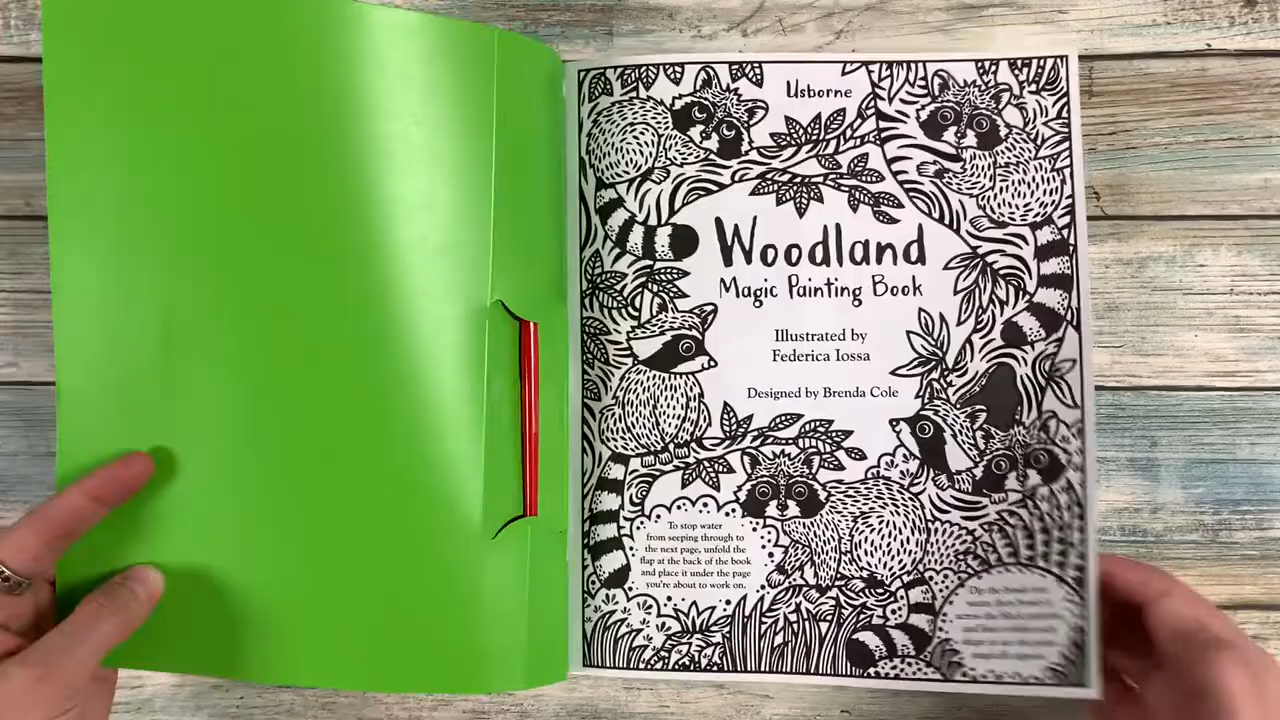 Usborne
Woodland
Magic Painting Book
Illustrated by
Federica Iossa
Designed by Brenda Cole
To stop water
from seeping through to
the next page, unfold the
flap at the back of the book
and place it under the page
you're about to work on.